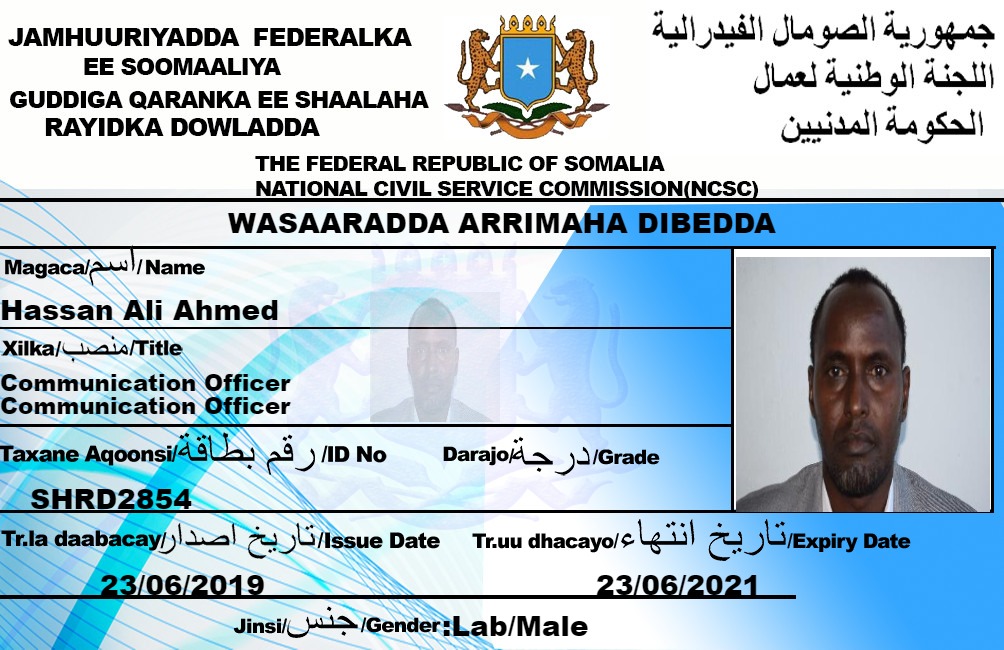 JAMHUURIYADDA FEDERALKA
EE SOOMAALIYA
GUDDIGA QARANKA EE SHAALAHA
RAYIDKA DOWLADDA
جمهورية الصومال الفيدرالية
اللجنة الوطنية لعمال
الحكومة المدنيين
THE FEDERAL REPUBLIC OF SOMALIA
NATIONAL CIVIL SERVICE COMMISSION(NCSC)
WASAARADDA ARRIMAHA DIBEDDA
Magaca/اسم/Name
Hassan Ali Ahmed
Xilka/منصب/Title
Communication Officer
Communication Officer
Taxane Aqoonsi/رقم بطاقة/ID No
Darajo/درجة/Grade
SHRD2854
Tr.la daabacay/تاريخ اصدار/Issue Date
Tr.uu dhacayo/تاريخ انتهاء/Expiry Date
23/06/2019
23/06/2021
Jinsi/جنس/Gender:Lab/Male